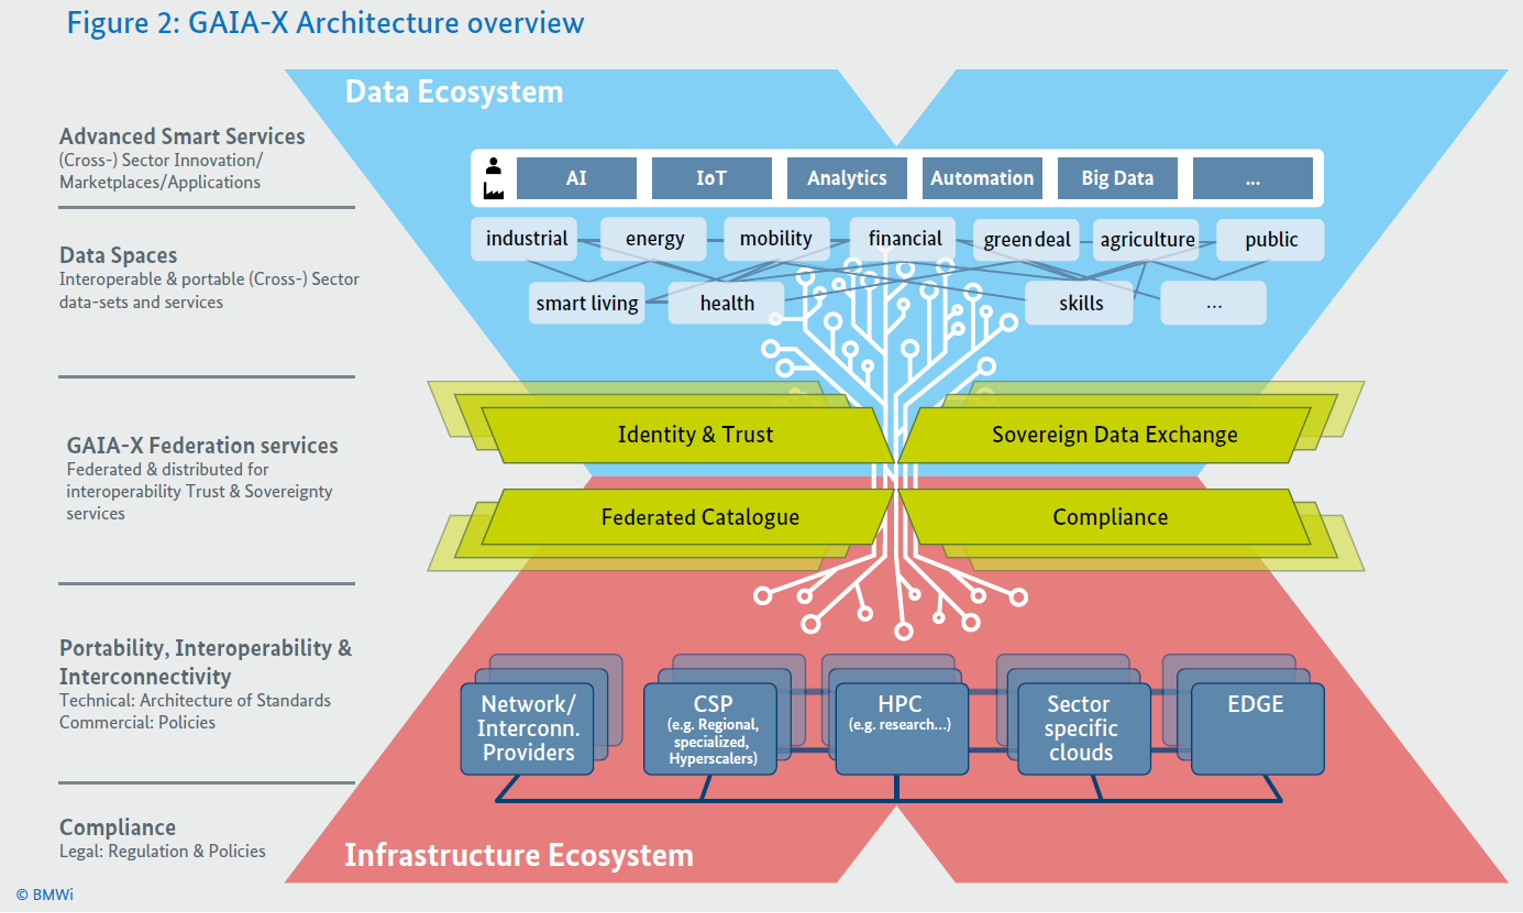 Figure 2: GAIA-X Architecture overview
Data Ecosystem
Advanced Smart Services
(Cross-) Sector Innovation/
Marketplaces/Applications
AI
IoT
Analytics
Automation
Big Data
...
Data Spaces
Interoperable & portable (Cross-) Sector
data-sets and services
industrial
energy
mobility
financial
green deal
agriculture
public
smart living
health
skills
...
GAIA-X Federation services
Federated & distributed for
interoperability Trust & Sovereignty
services
Identity & Trust
Sovereign Data Exchange
Federated Catalogue
Compliance
Portability, Interoperability &
Interconnectivity
Technical: Architecture of Standards
Commercial: Policies
Network/
Interconn.
Providers
CSP
(e.g. Regional,
specialized,
Hyperscalers)
HPC
(e.g. research...)
Sector
specific
clouds
EDGE
Compliance
Legal: Regulation & Policies
Infrastructure Ecosystem
© BMWi